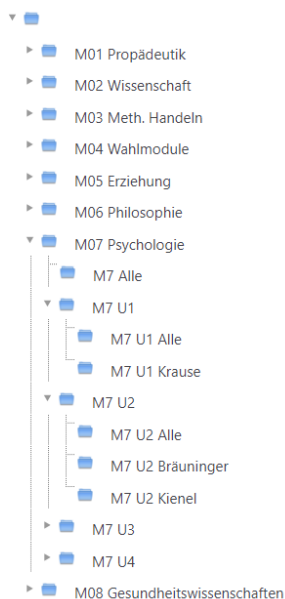 M01 Propädeutik
M02 Wissenschaft
M03 Meth. Handeln
M04 Wahlmodule
M05 Erziehung
M06 Philosophie
M07 Psychologie
M7 Alle
M7 U1
M7 U1 Alle
M7 U1 Krause
M7 U2
M7 U2 Alle
M7 U2 Bräuninger
M7 U2 Kienel
M7 U3
M7 U4
M08 Gesundheitswissenschaften